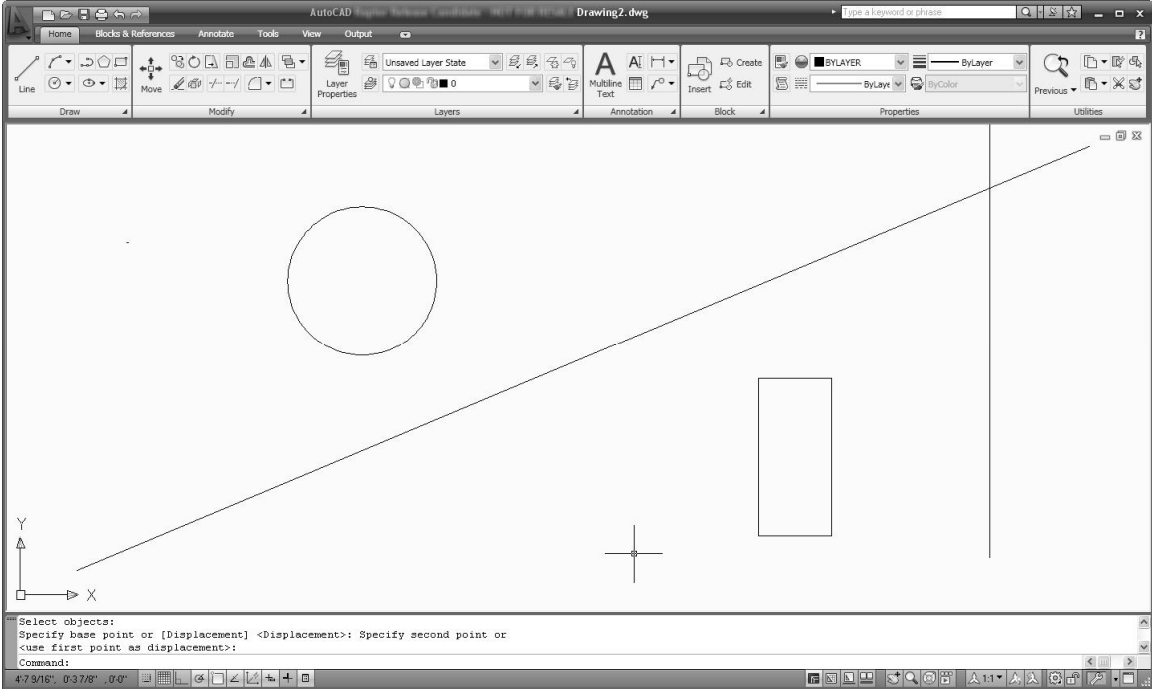 AutoCAD Drawing2.dwg
Type a keyword or phrase
Home Blocks & References Annotate Tools View Output
Line
Move
Layer Properties
Unsaved Layer State
0
Multiline Text
Insert
Create
Edit
BYLAYER
ByLayer
ByLaye
ByColor
Previous
Draw Modify Layers Annotation Block Properties Utilities
Y
X
Select objects:
Specify base point or [Displacement] <Displacement>: Specify second point or
<use first point as displacement>:
Command:
4'-7 9/16", 0'-3 7/8" , 0'-0"
1:1